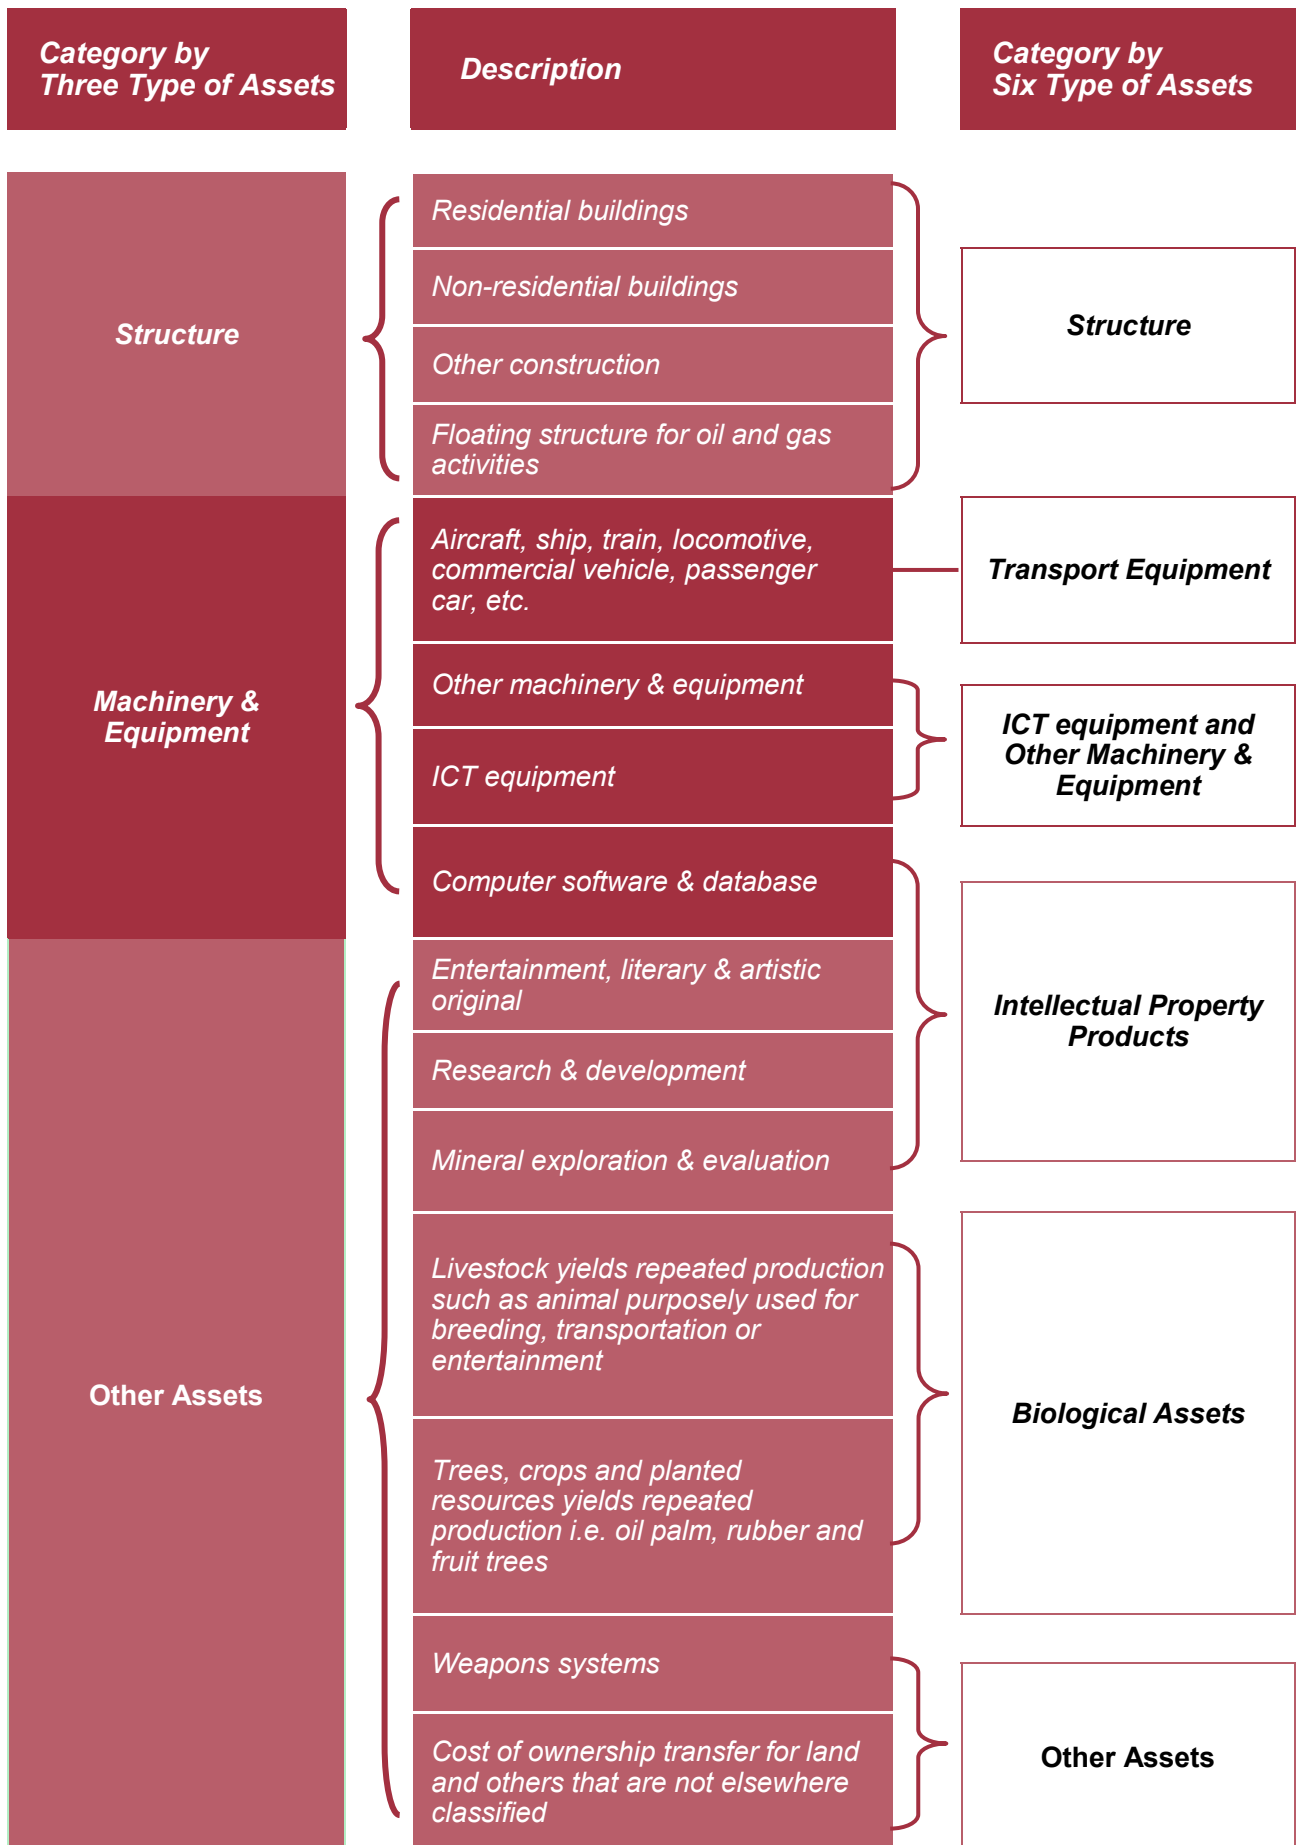 Category by
Three Type of Assets
Description
Category by
Six Type of Assets
Structure
Residential buildings
Non-residential buildings
Other construction
Floating structure for oil and gas
activities
Structure
Machinery &
Equipment
Aircraft, ship, train, locomotive,
commercial vehicle, passenger
car, etc.
Other machinery & equipment
ICT equipment
Computer software & database
Transport Equipment
ICT equipment and
Other Machinery &
Equipment
Other Assets
Entertainment, literary & artistic
original
Research & development
Mineral exploration & evaluation
Intellectual Property
Products
Livestock yields repeated production
such as animal purposely used for
breeding, transportation or
entertainment
Trees, crops and planted
resources yields repeated
production i.e. oil palm, rubber and
fruit trees
Biological Assets
Weapons systems
Cost of ownership transfer for land
and others that are not elsewhere
classified
Other Assets